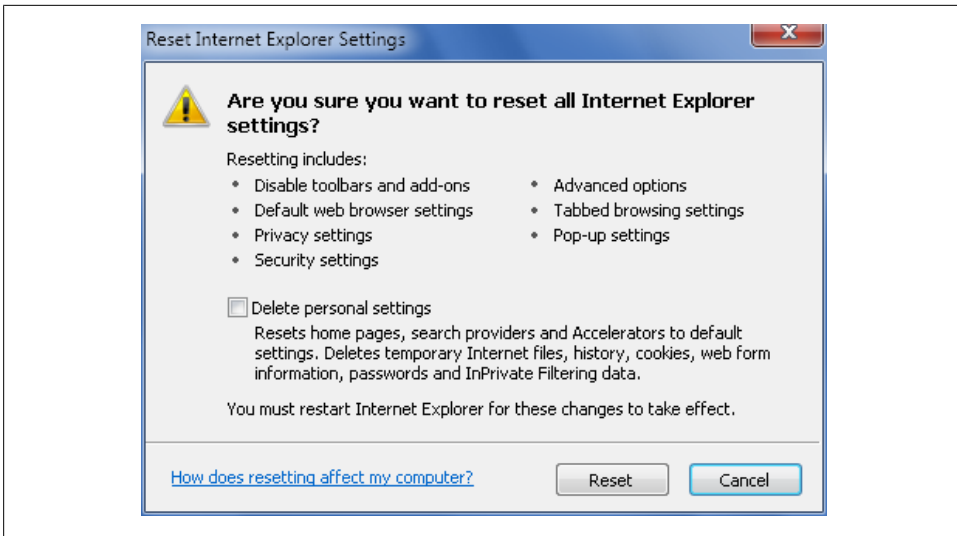 Reset Internet Explorer Settings
Are you sure you want to reset all Internet Explorer
settings?
Resetting includes:
• Disable toolbars and add-ons
• Default web browser settings
• Privacy settings
• Security settings
• Advanced options
• Tabbed browsing settings
• Pop-up settings
Delete personal settings
Resets home pages, search providers and Accelerators to default
settings. Deletes temporary Internet files, history, cookies, web form
information, passwords and InPrivate Filtering data.
You must restart Internet Explorer for these changes to take effect.
How does resetting affect my computer?
Reset
Cancel